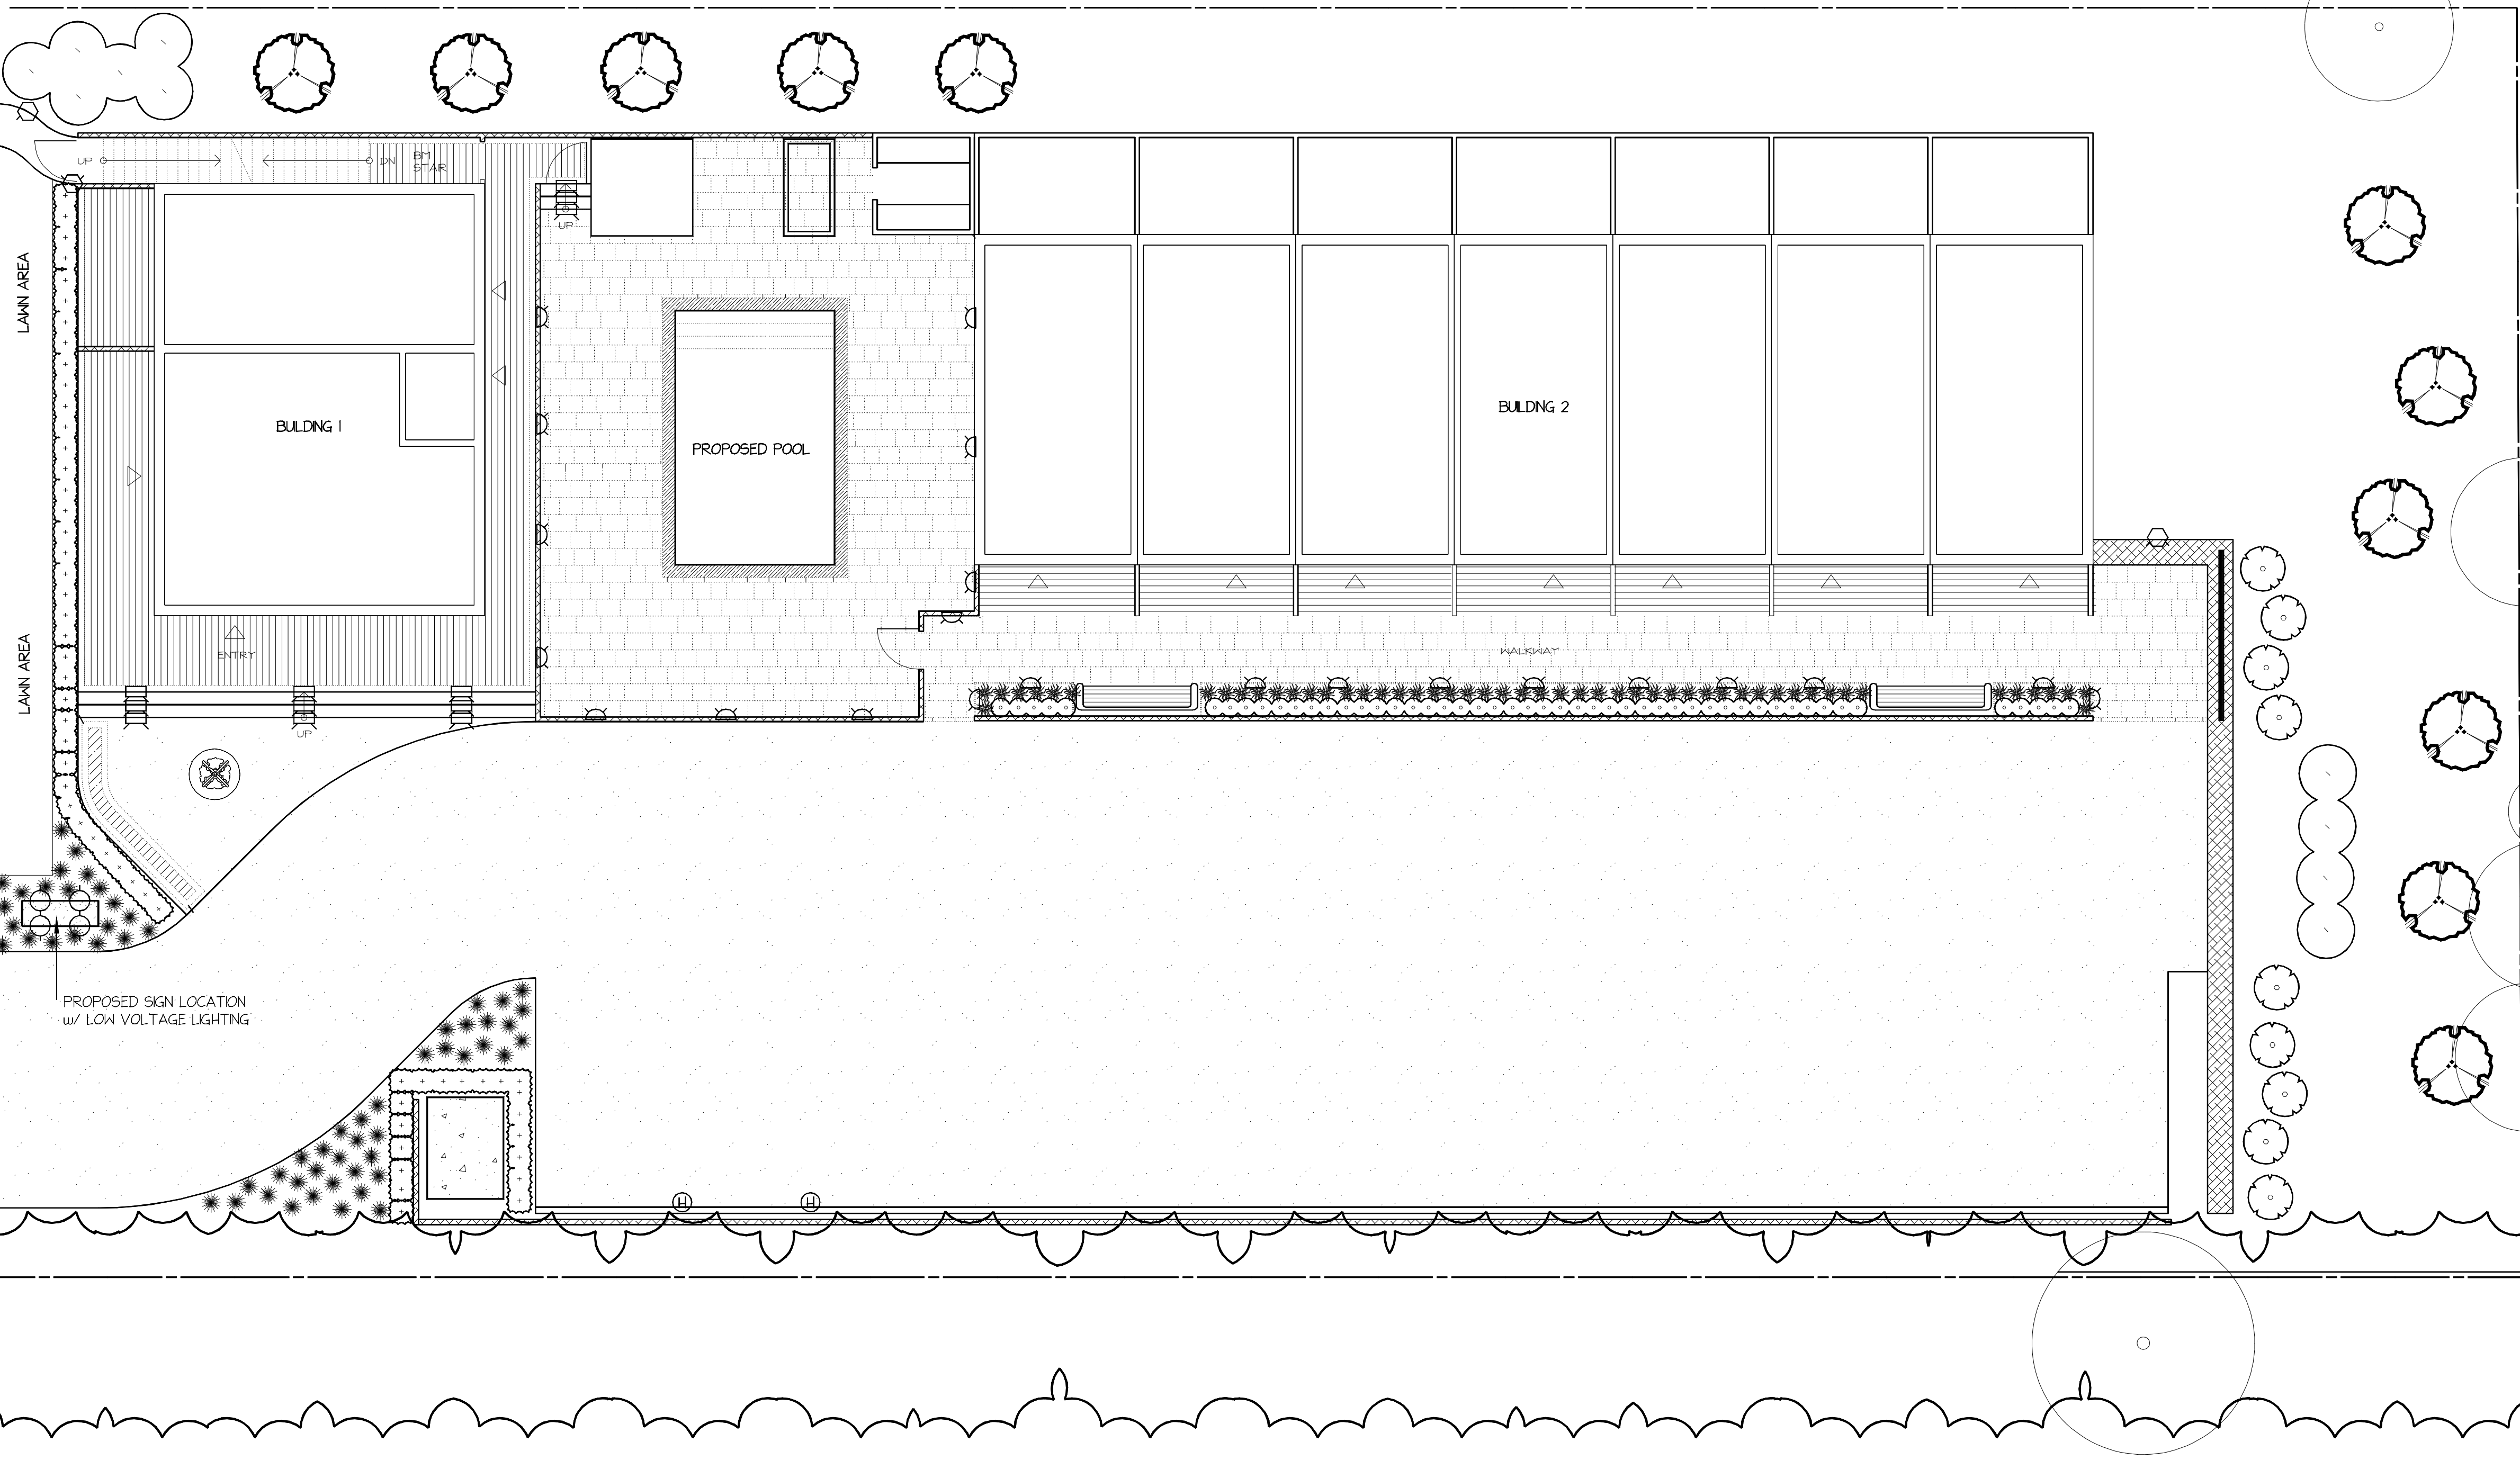 UP
DN
BM
STAIR
UP
LAWN AREA
BUILDING 1
PROPOSED POOL
BUILDING 2
LAWN AREA
ENTRY
WALKWAY
UP
PROPOSED SIGN LOCATION
w/ LOW VOLTAGE LIGHTING
H
H